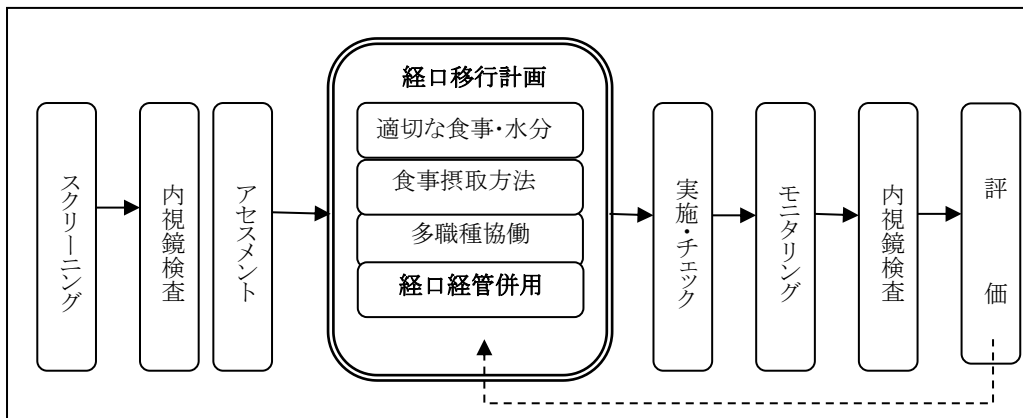 スクリーニング
内視鏡検査
アセスメント
経口移行計画
適切な食事・水分
食事摂取方法
多職種協働
経口経管併用
実施・チェック
モニタリング
内視鏡検査
評価